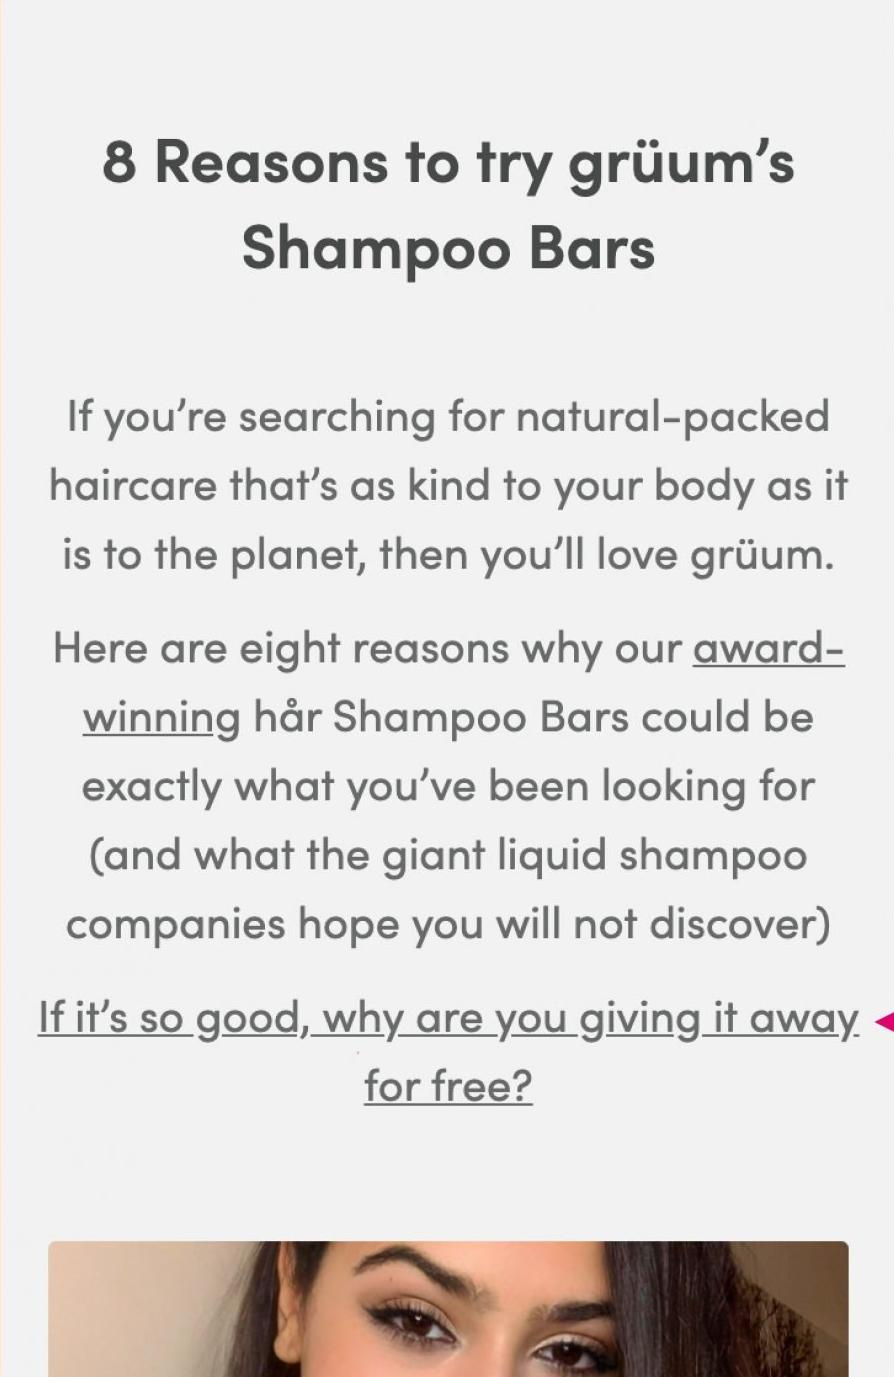 8 Reasons to try grüum’s
Shampoo Bars
If you’re searching for natural-packed
haircare that’s as kind to your body as it
is to the planet, then you’ll love grüum.
Here are eight reasons why our award-
winning hår Shampoo Bars could be
exactly what you’ve been looking for
(and what the giant liquid shampoo
companies hope you will not discover)
If it’s so good, why are you giving it away
for free?